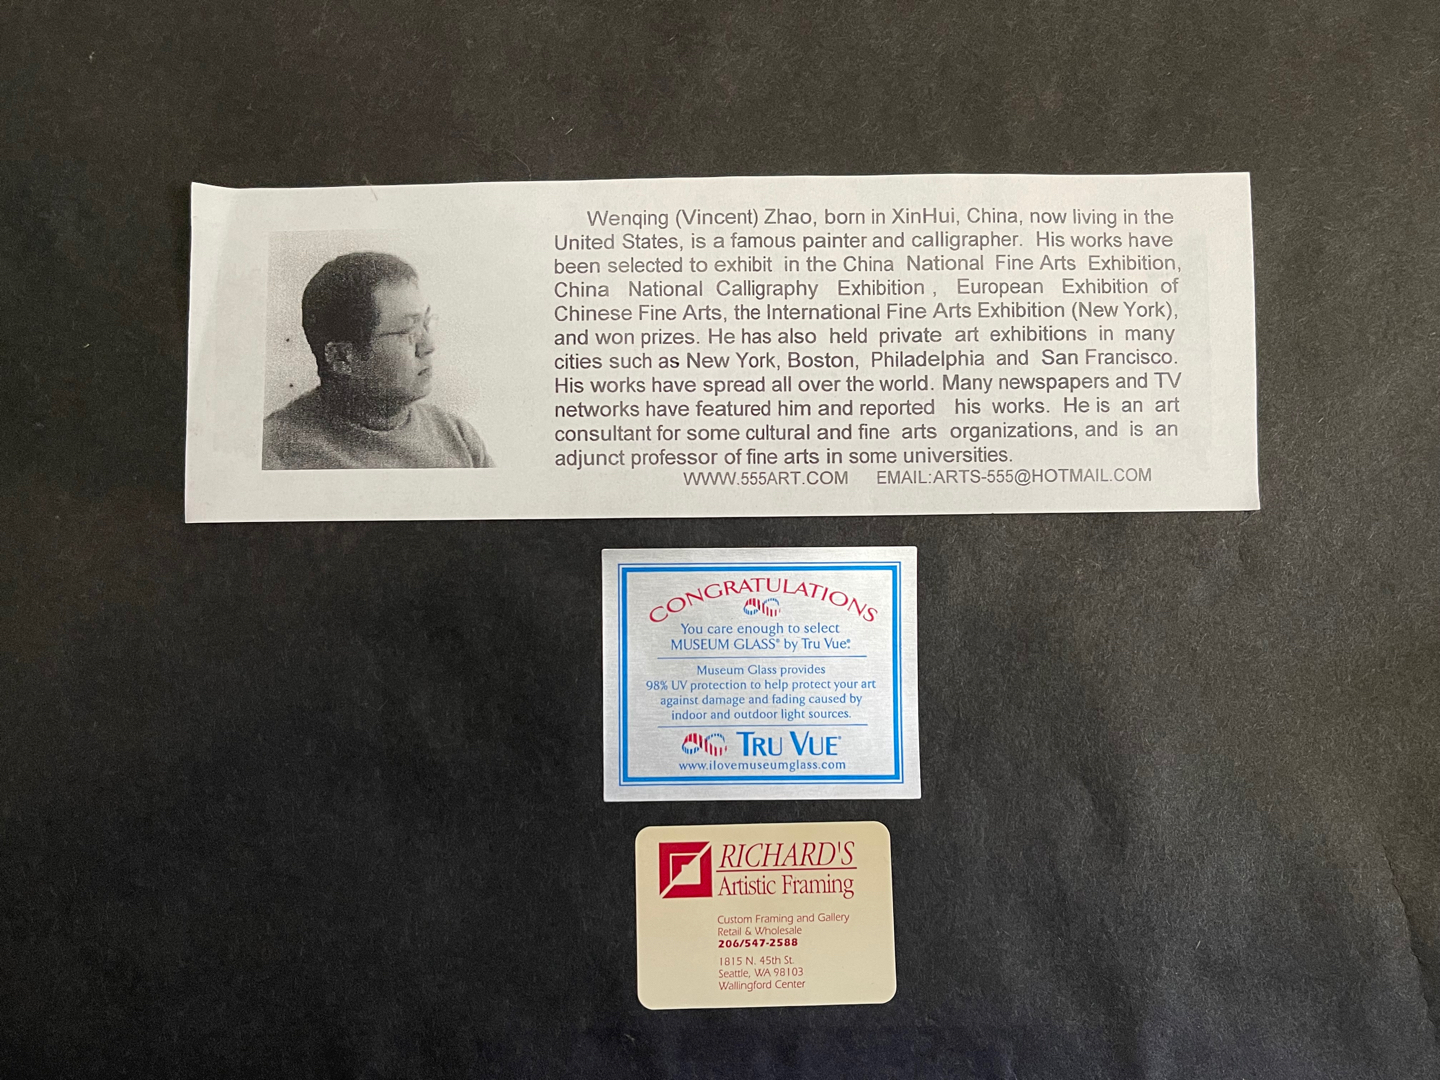 Wenqing (Vincent) Zhao, born in XinHui, China, now living in the
United States, is a famous painter and calligrapher. His works have
been selected to exhibit in the China National Fine Arts Exhibition,
China National Calligraphy Exhibition , European Exhibition of
Chinese Fine Arts, the International Fine Arts Exhibition (New York),
and won prizes. He has also held private art exhibitions in many
cities such as New York, Boston, Philadelphia and San Francisco.
His works have spread all over the world. Many newspapers and TV
networks have featured him and reported his works. He is an art
consultant for some cultural and fine arts organizations, and is an
adjunct professor of fine arts in some universities.
WWW.555ART.COM EMAIL:ARTS-555@HOTMAIL.COM
CONGRATULATIONS
You care enough to select
MUSEUM GLASS® by Tru Vue®.
Museum Glass provides
98% UV protection to help protect your art
against damage and fading caused by
indoor and outdoor light sources.
TRU VUE®
www.ilovemuseumglass.com
RICHARD'S
Artistic Framing
Custom Framing and Gallery
Retail & Wholesale
206/547-2588
1815 N. 45th St.
Seattle, WA 98103
Wallingford Center